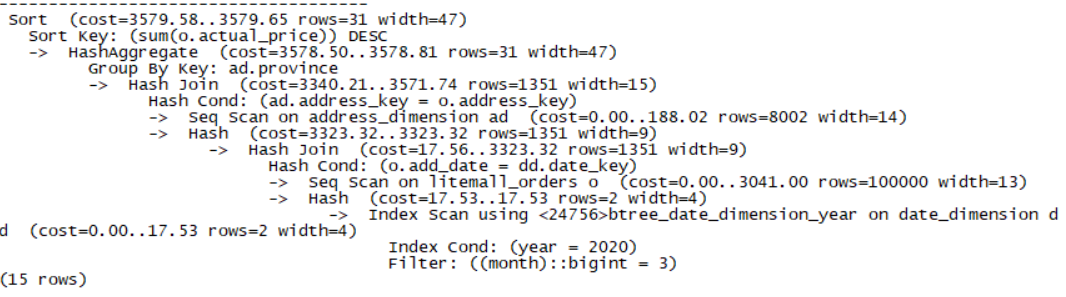 ------------------------------------
Sort  (cost=3579.58..3579.65 rows=31 width=47)
  Sort Key: (sum(o.actual_price)) DESC
  ->  HashAggregate  (cost=3578.50..3578.81 rows=31 width=47)
        Group By Key: ad.province
        ->  Hash Join  (cost=3340.21..3571.74 rows=1351 width=15)
              Hash Cond: (ad.address_key = o.address_key)
              ->  Seq Scan on address_dimension ad  (cost=0.00..188.02 rows=8002 width=14)
              ->  Hash  (cost=3323.32..3323.32 rows=1351 width=9)
                    ->  Hash Join  (cost=17.56..3323.32 rows=1351 width=9)
                          Hash Cond: (o.add_date = dd.date_key)
                          ->  Seq Scan on litemall_orders o  (cost=0.00..3041.00 rows=100000 width=13)
                          ->  Hash  (cost=17.53..17.53 rows=2 width=4)
                                ->  Index Scan using <24756>btree_date_dimension_year on date_dimension d
d  (cost=0.00..17.53 rows=2 width=4)
                                      Index Cond: (year = 2020)
                                      Filter: ((month)::bigint = 3)
(15 rows)